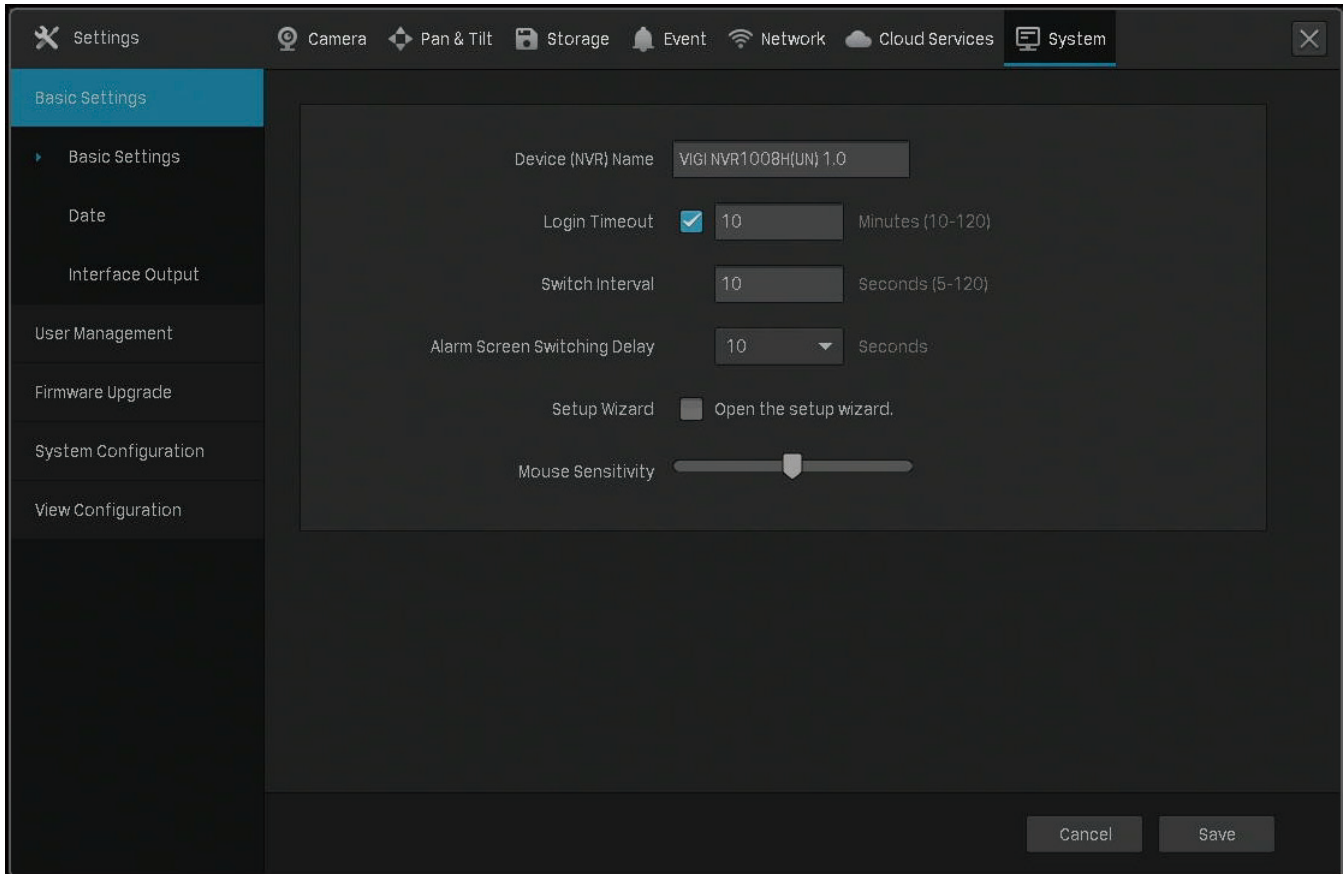 Settings
Camera Pan & Tilt Storage Event Network Cloud Services System
Basic Settings
Basic Settings
Date
Interface Output
User Management
Firmware Upgrade
System Configuration
View Configuration
Device (NVR) Name VIGI NVR1008H(UN) 1.0
Login Timeout 10 Minutes (10-120)
Switch Interval 10 Seconds (5-120)
Alarm Screen Switching Delay 10 Seconds
Setup Wizard Open the setup wizard.
Mouse Sensitivity
Cancel Save